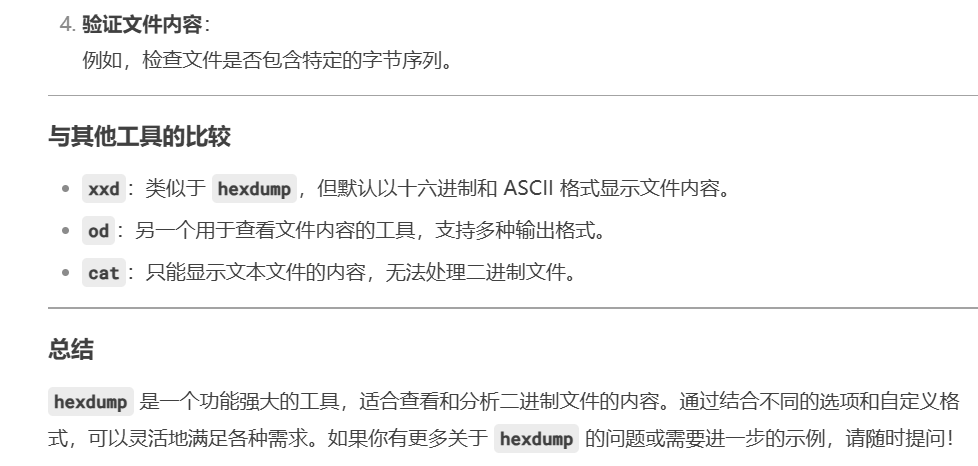 4. 验证文件内容：
例如，检查文件是否包含特定的字节序列。
与其他工具的比较
• xxd：类似于 hexdump，但默认以十六进制和 ASCII 格式显示文件内容。
• od：另一个用于查看文件内容的工具，支持多种输出格式。
• cat：只能显示文本文件的内容，无法处理二进制文件。
总结
hexdump 是一个功能强大的工具，适合查看和分析二进制文件的内容。通过结合不同的选项和自定义格
式，可以灵活地满足各种需求。如果你有更多关于 hexdump 的问题或需要进一步的示例，请随时提问！